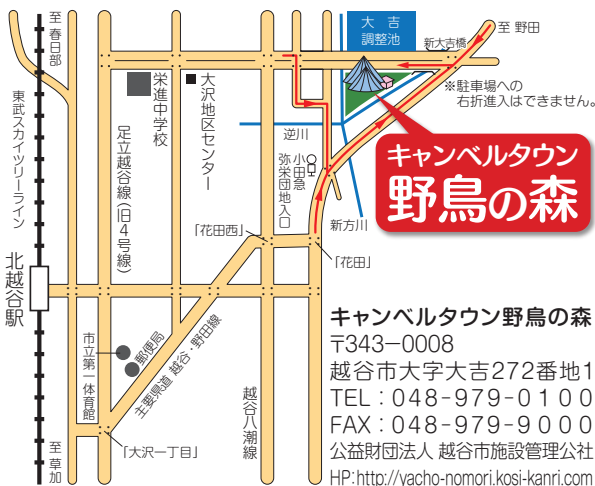 至 春日部
東武スカイツリーライン
北越谷駅
至 草加
栄進中学校
大沢地区センター
足立越谷線(旧4号線)
大吉
調整池
新大吉橋
至 野田
※駐車場への
右折進入はできません。
逆川
小田急
弥栄団地入口
キャンベルタウン
野鳥の森
新方川
「花田西」
「花田」
市立第一体育館
郵便局
主要県道 越谷・野田線
越谷八潮線
「大沢一丁目」
キャンベルタウン野鳥の森
〒343−0008
越谷市大字大吉272番地1
TEL:048-979-0100
FAX:048-979-9000
公益財団法人 越谷市施設管理公社
HP:http://yacho-nomori.kosi-kanri.com